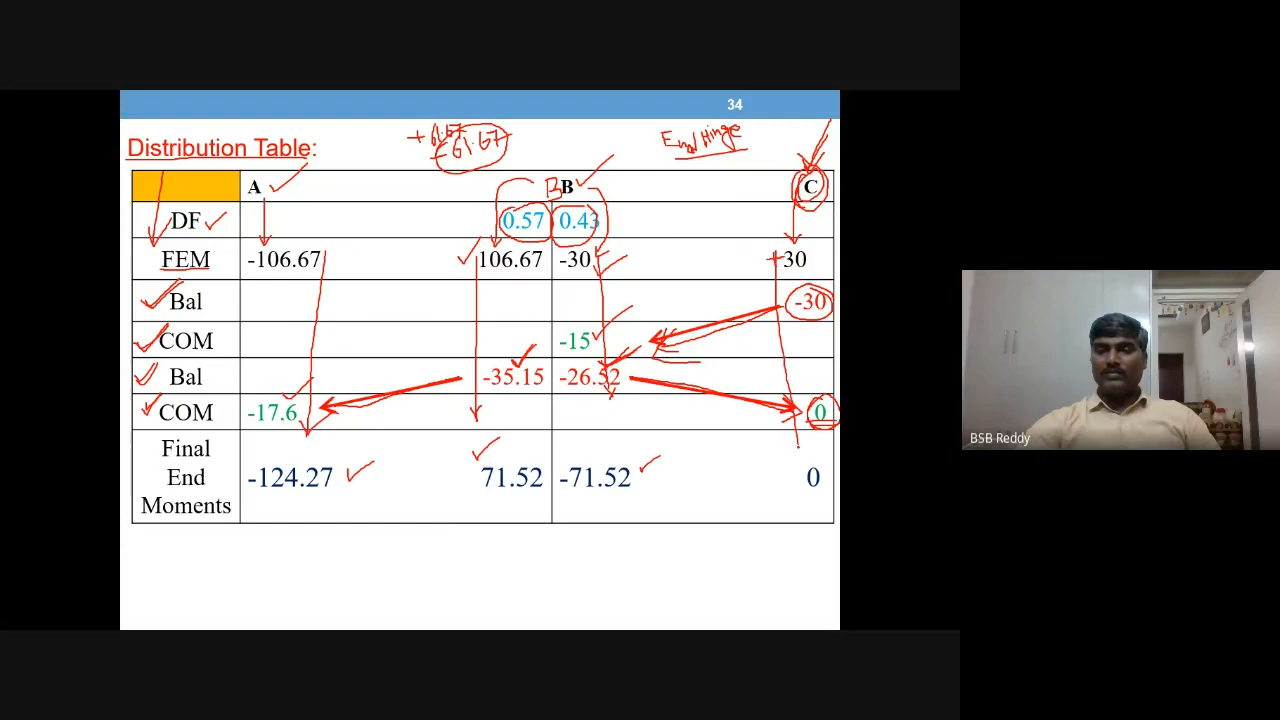 34
+ 61.67
- 61.67
End Hinge
Distribution Table:
A B B C
DF 0.57 0.43
FEM -106.67 106.67 -30 +30
Bal -30
COM -15
Bal -35.15 -26.52
COM -17.6 0
Final
End
Moments -124.27 71.52 -71.52 0
BSB Reddy